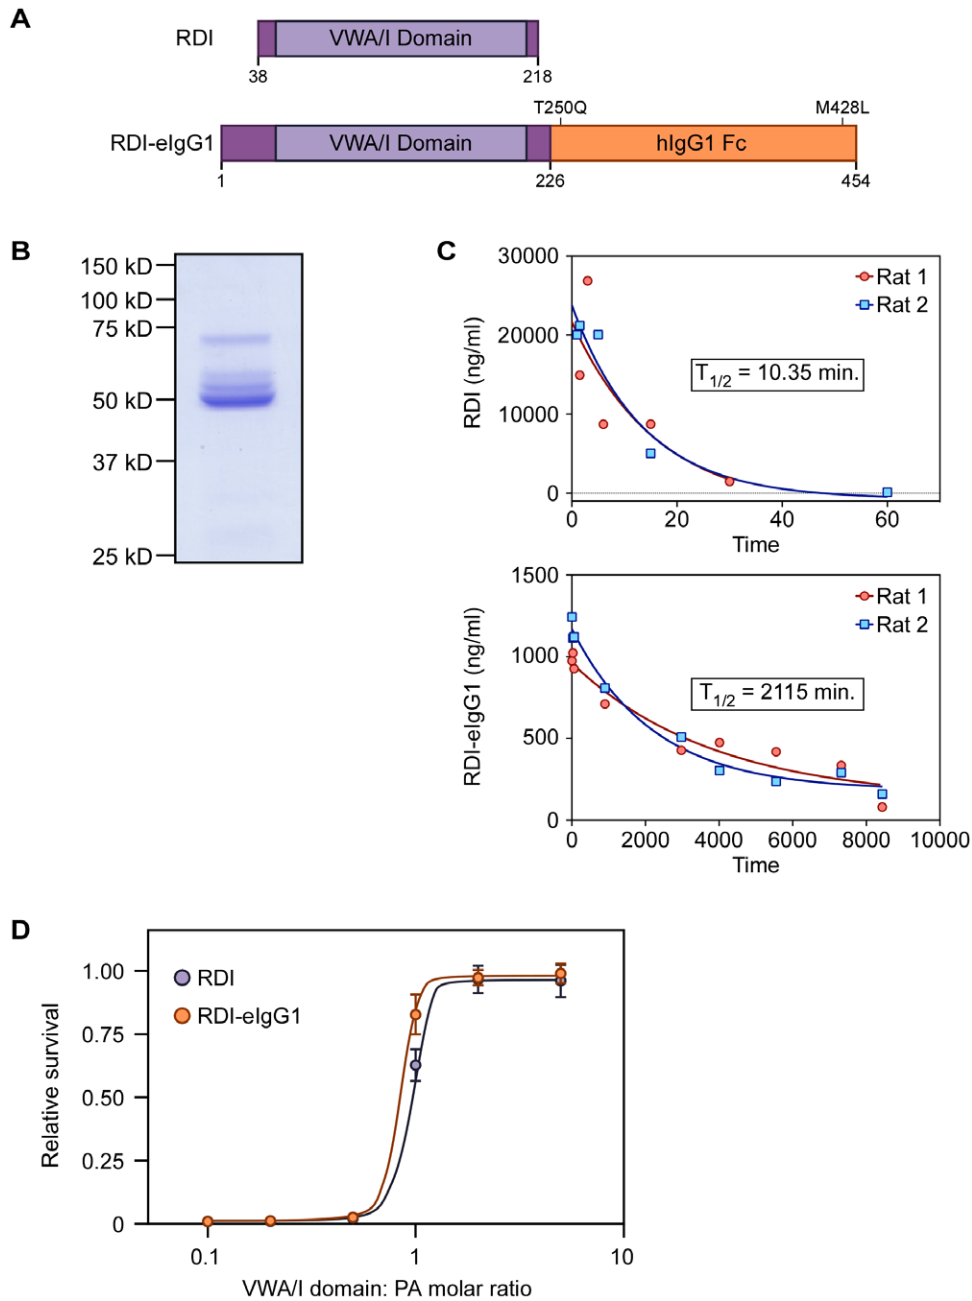 A
RDI
VWA/I Domain
38
218
T250Q
M428L
RDI-eIgG1
VWA/I Domain
hIgG1 Fc
1
226
454
B
150 kD
100 kD
75 kD
50 kD
37 kD
25 kD
C
30000
20000
10000
0
RDI (ng/ml)
Rat 1
Rat 2
T1/2 = 10.35 min.
0
20
40
60
Time
1500
1000
500
0
RDI-eIgG1 (ng/ml)
Rat 1
Rat 2
T1/2 = 2115 min.
0
2000
4000
6000
8000
10000
Time
D
1.00
0.75
0.50
0.25
0
Relative survival
RDI
RDI-eIgG1
0.1
1
10
VWA/I domain: PA molar ratio